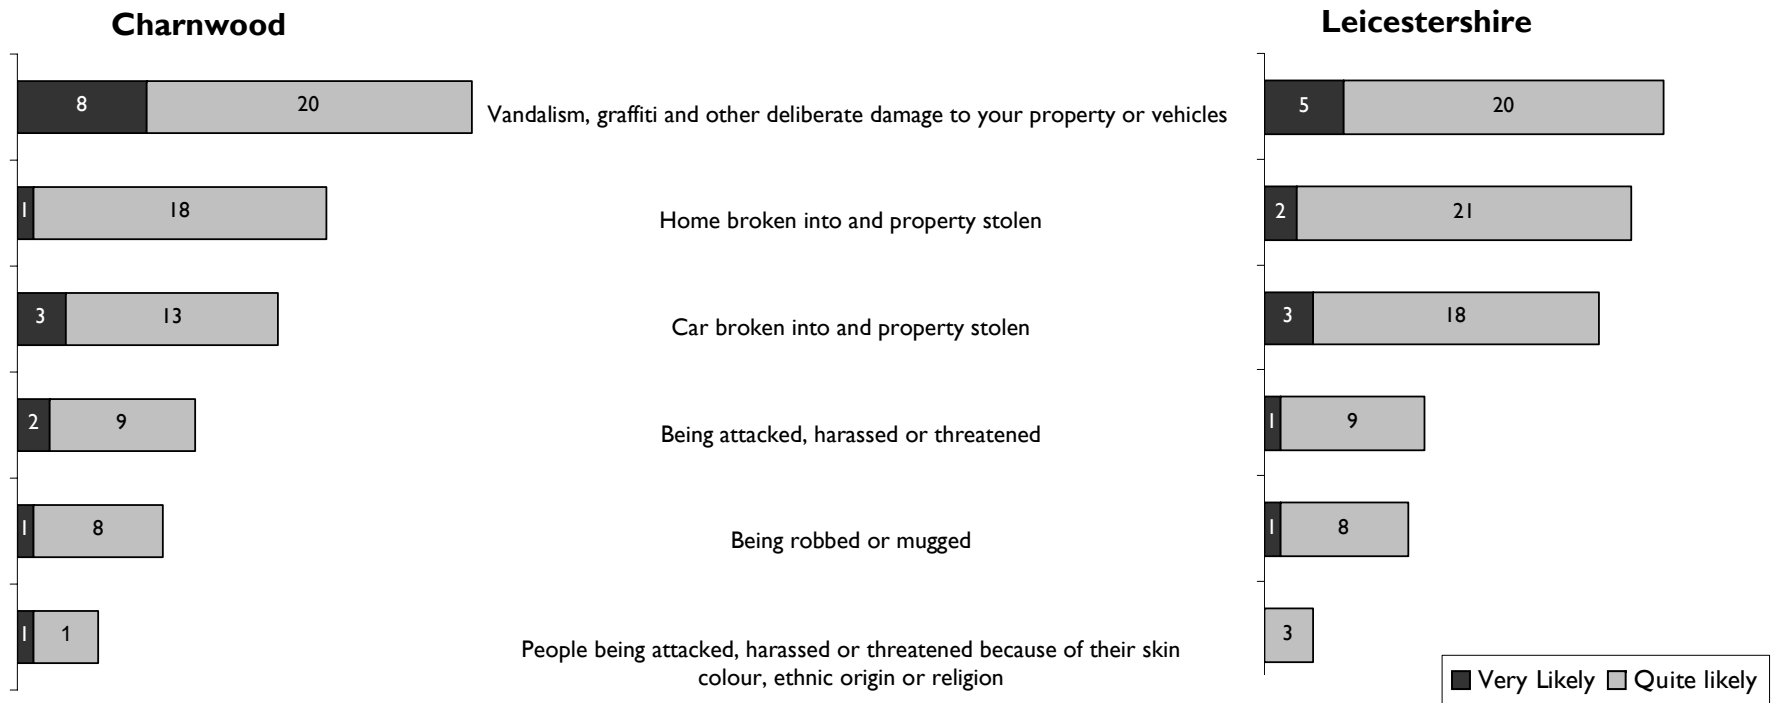 Charnwood
Leicestershire
8 20 Vandalism, graffiti and other deliberate damage to your property or vehicles 5 20
1 18 Home broken into and property stolen 2 21
3 13 Car broken into and property stolen 3 18
2 9 Being attacked, harassed or threatened 1 9
1 8 Being robbed or mugged 1 8
1 1 3
People being attacked, harassed or threatened because of their skin
colour, ethnic origin or religion
Very Likely Quite likely